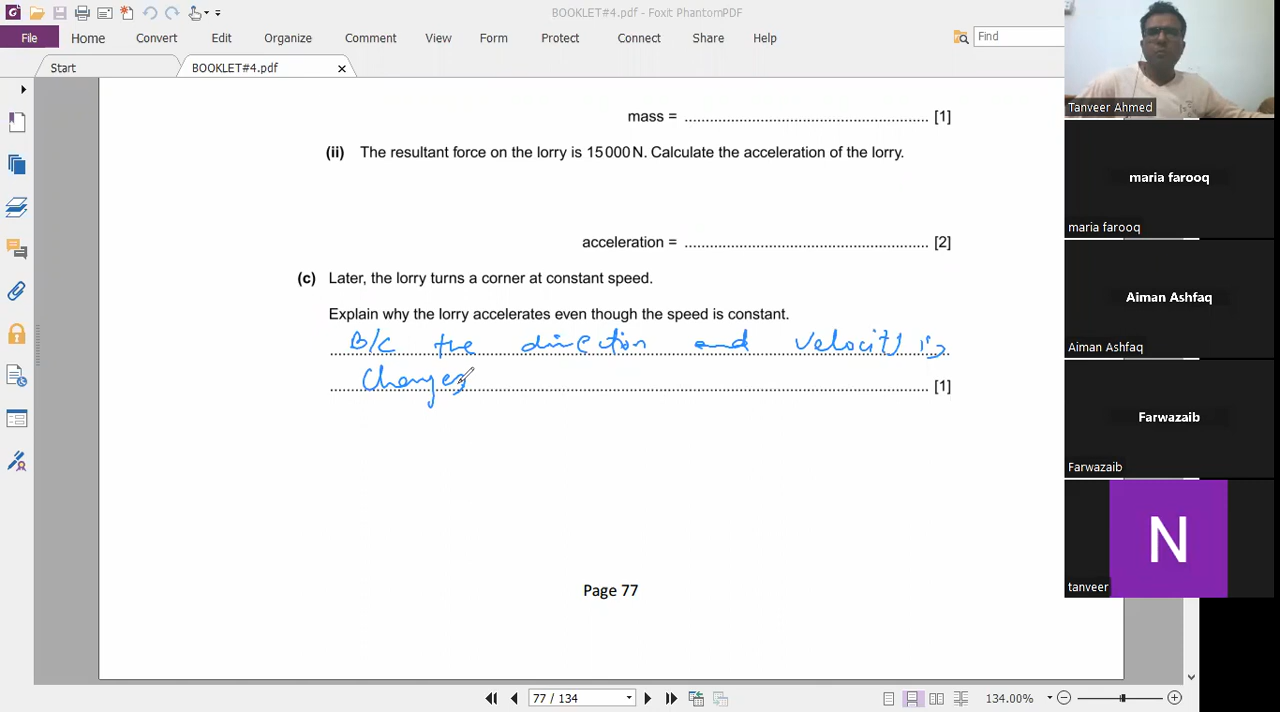 BOOKLET#4.pdf - Foxit PhantomPDF
File Home Convert Edit Organize Comment View Form Protect Connect Share Help Find
Start BOOKLET#4.pdf x
mass = ........................................................ [1]
(ii) The resultant force on the lorry is 15000N. Calculate the acceleration of the lorry.
acceleration = ........................................................ [2]
(c) Later, the lorry turns a corner at constant speed.
Explain why the lorry accelerates even though the speed is constant.
B/C the direction and velocity is
changes [1]
Page 77
77 / 134 134.00%
Tanveer Ahmed
maria farooq
maria farooq
Aiman Ashfaq
Aiman Ashfaq
Farwazaib
Farwazaib
N
tanveer